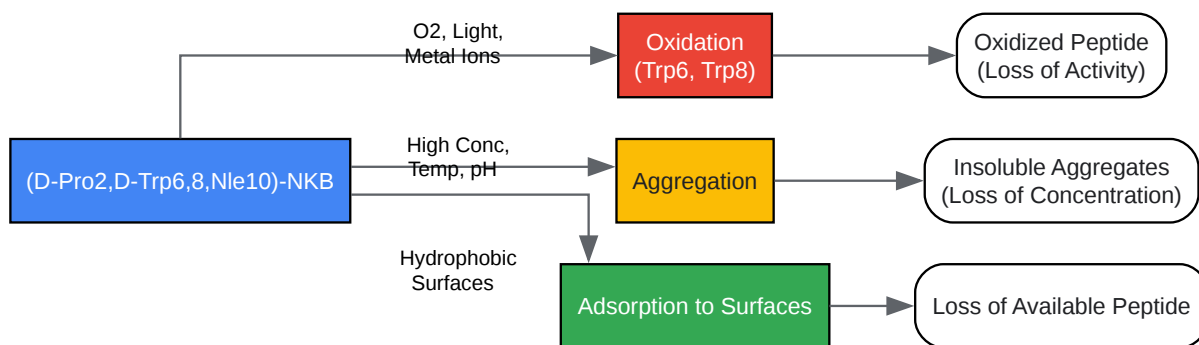 O2, Light,
Metal Ions
Oxidation
(Trp6, Trp8)
Oxidized Peptide
(Loss of Activity)
(D-Pro2,D-Trp6,8,Nle10)-NKB
High Conc,
Temp, pH
Aggregation
Insoluble Aggregates
(Loss of Concentration)
Hydrophobic
Surfaces
Adsorption to Surfaces
Loss of Available Peptide